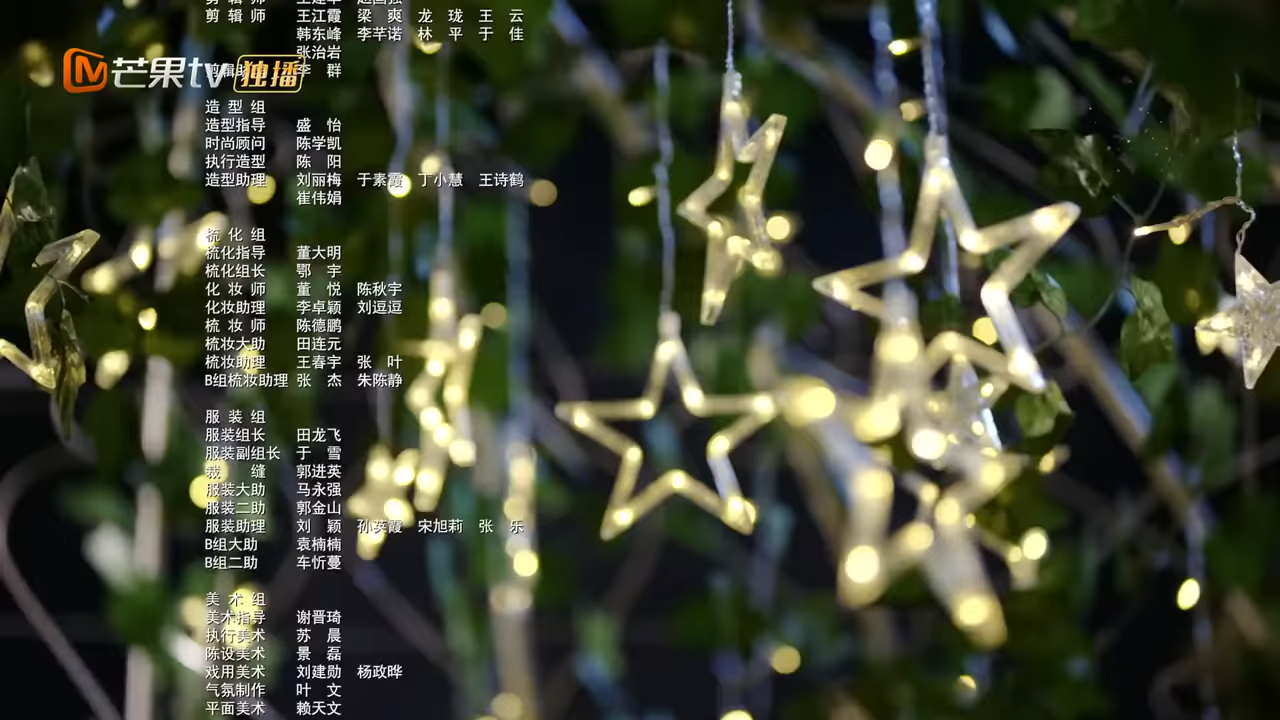 剪 辑 师 王江霞 梁 爽 龙 珑 王 云
韩东峰 李芊诺 林 平 于 佳
张治岩
芒果tv 独播
李 群
造 型 组
造型指导 盛 怡
时尚顾问 陈学凯
执行造型 陈 阳
造型助理 刘丽梅 于素霞 丁小慧 王诗鹤
崔伟娟
梳 化 组
梳化指导 董大明
梳化组长 鄂 宇
化 妆 师 董 悦 陈秋宇
化妆助理 李卓颖 刘逗逗
梳 妆 师 陈德鹏
梳妆大助 田连元
梳妆助理 王春宇 张 叶
B组梳妆助理 张 杰 朱陈静
服 装 组
服装组长 田龙飞
服装副组长 于 雪
裁 缝 郭进英
服装大助 马永强
服装二助 郭金山
服装助理 刘 颖 孙英霞 宋旭莉 张 乐
B组大助 袁楠楠
B组二助 车忻蔓
美 术 组
美术指导 谢晋琦
执行美术 苏 晨
陈设美术 景 磊
戏用美术 刘建勋 杨政晔
气氛制作 叶 文
平面美术 赖天文